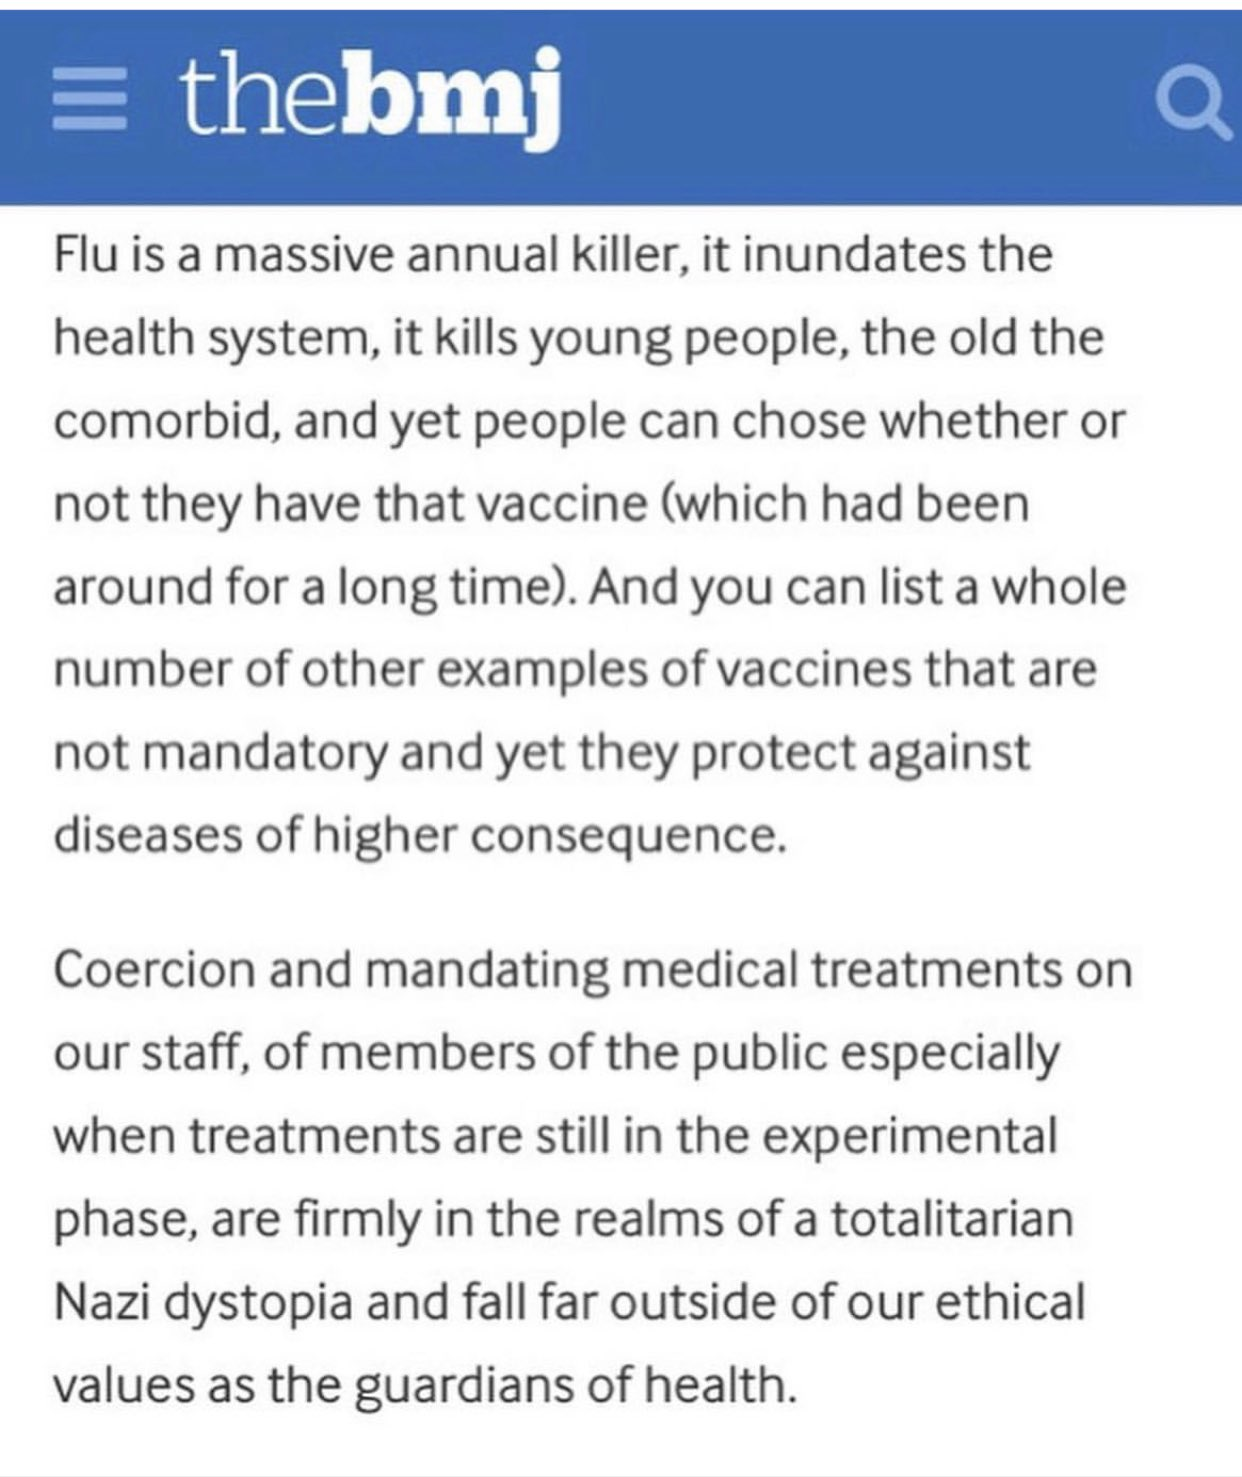 thebmj
Flu is a massive annual killer, it inundates the
health system, it kills young people, the old the
comorbid, and yet people can chose whether or
not they have that vaccine (which had been
around for a long time). And you can list a whole
number of other examples of vaccines that are
not mandatory and yet they protect against
diseases of higher consequence.
Coercion and mandating medical treatments on
our staff, of members of the public especially
when treatments are still in the experimental
phase, are firmly in the realms of a totalitarian
Nazi dystopia and fall far outside of our ethical
values as the guardians of health.